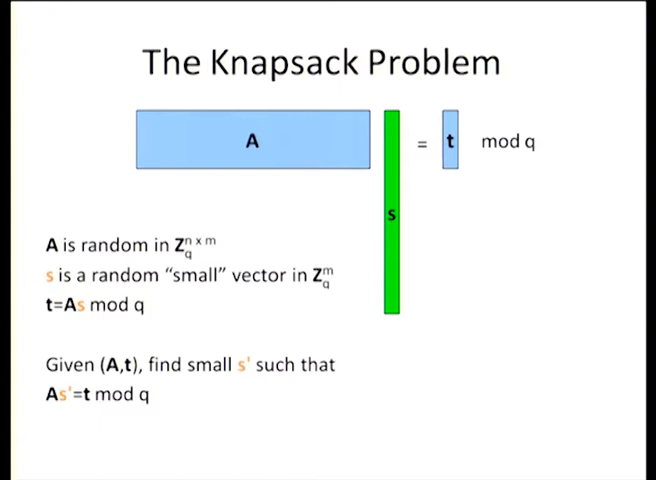 The Knapsack Problem
A s = t mod q
A is random in Z_q^{n x m}
s is a random “small” vector in Z_q^m
t=As mod q
Given (A,t), find small s' such that
As'=t mod q